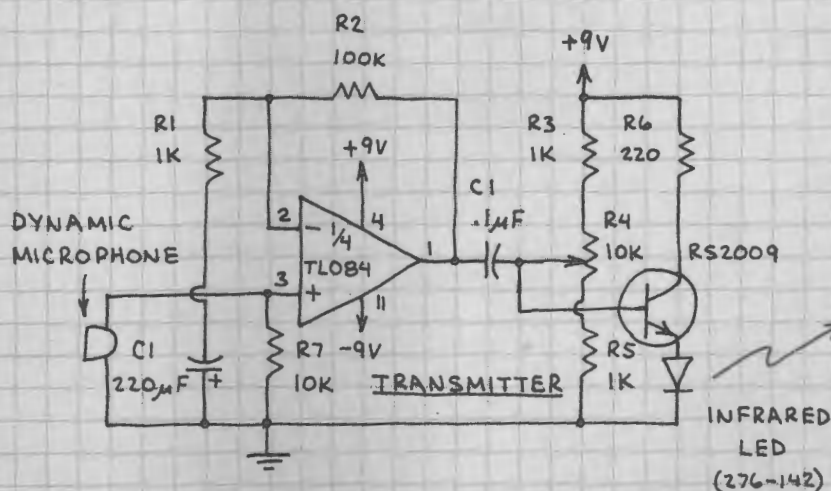 R2
100K
+9V
R1
1K
+9V
R3
1K
R6
220
C1
.1µF
DYNAMIC
MICROPHONE
2
-
1/4
TL084
4
1
3
+
11
R4
10K
RS2009
C1
220µF
+
R7
10K
-9V
TRANSMITTER
R5
1K
INFRARED
LED
(276-142)